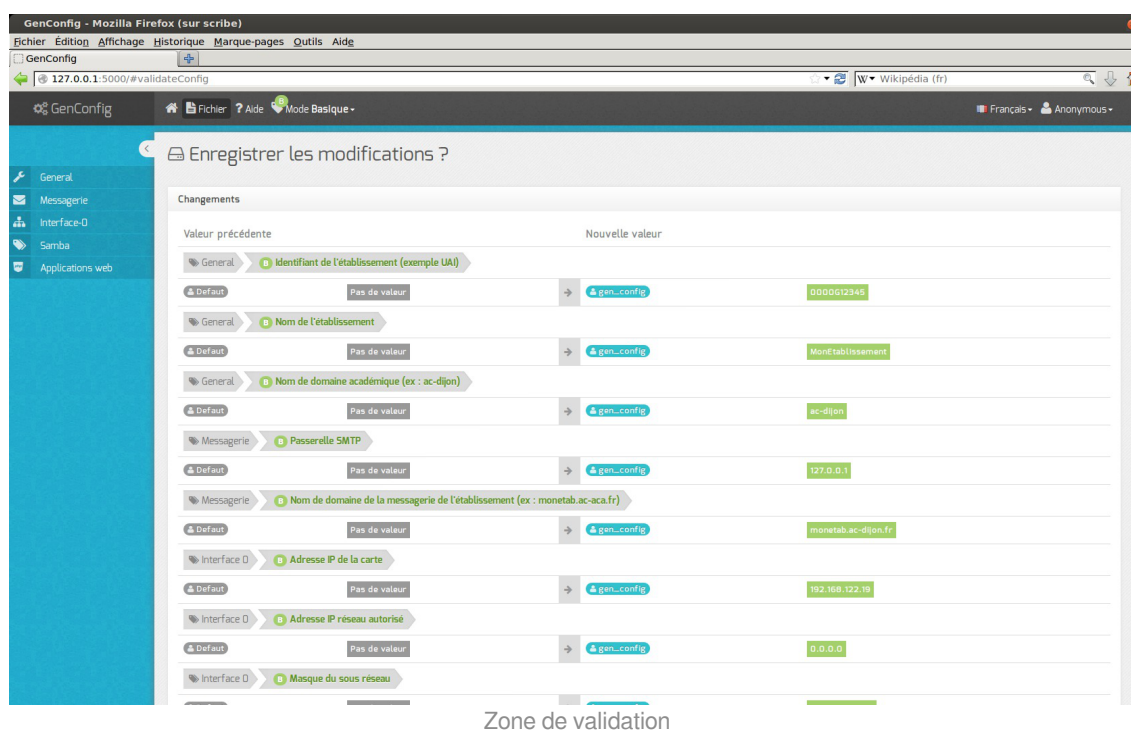 GenConfig - Mozilla Firefox (sur scribe)
Fichier Édition Affichage Historique Marque-pages Outils Aide
GenConfig
127.0.0.1:5000/#validateConfig W Wikipédia (fr)
GenConfig Fichier ? Aide Mode Basique Français Anonymous
Enregistrer les modifications ?
General
Messagerie
Interface-0
Samba
Applications web
Changements
Valeur précédente Nouvelle valeur
General B Identifiant de l'établissement (exemple UAI)
Defaut Pas de valeur → gen_config 0000G12345
General B Nom de l'établissement
Defaut Pas de valeur → gen_config MonEtablissement
General B Nom de domaine académique (ex : ac-dijon)
Defaut Pas de valeur → gen_config ac-dijon
Messagerie B Passerelle SMTP
Defaut Pas de valeur → gen_config 127.0.0.1
Messagerie B Nom de domaine de la messagerie de l'établissement (ex : monetab.ac-aca.fr)
Defaut Pas de valeur → gen_config monetab.ac-dijon.fr
Interface 0 B Adresse IP de la carte
Defaut Pas de valeur → gen_config 192.168.122.19
Interface 0 B Adresse IP réseau autorisé
Defaut Pas de valeur → gen_config 0.0.0.0
Interface 0 B Masque du sous réseau
Zone de validation